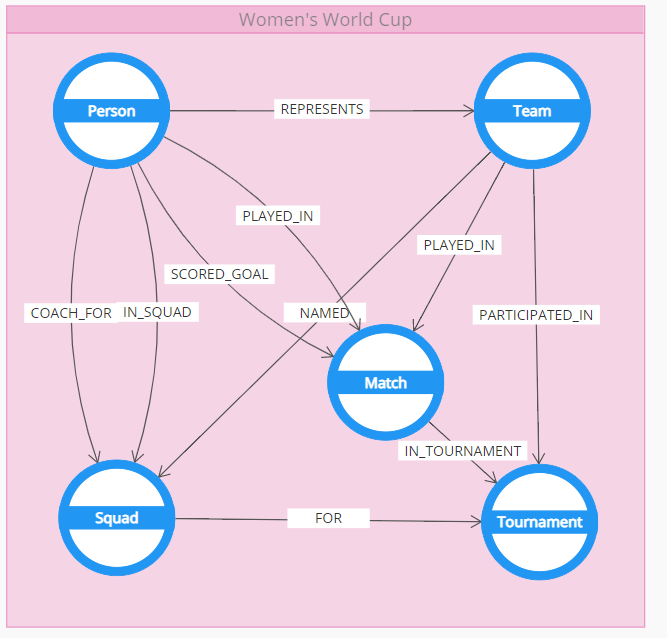 Women's World Cup
Person
REPRESENTS
Team
PLAYED_IN
PLAYED_IN
SCORED_GOAL
COACH_FOR
IN_SQUAD
NAMED
PARTICIPATED_IN
Match
IN_TOURNAMENT
Squad
FOR
Tournament